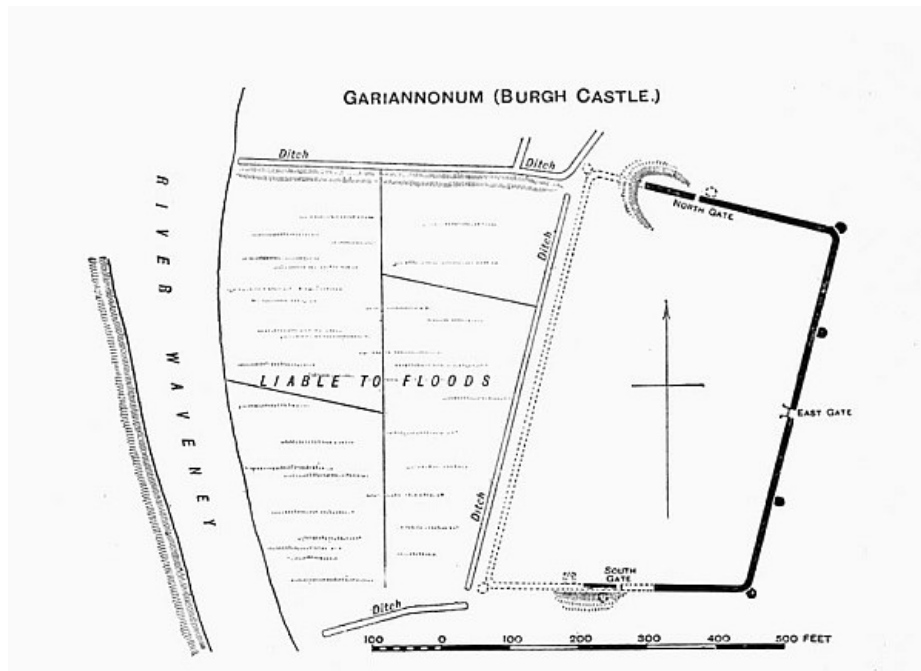 GARIANNONUM (BURGH CASTLE.)
Ditch
Ditch
RIVER WAVENEY
NORTH GATE
Ditch
LIABLE TO FLOODS
EAST GATE
Ditch
SOUTH
GATE
Ditch
100 0 100 200 300 400 500 FEET